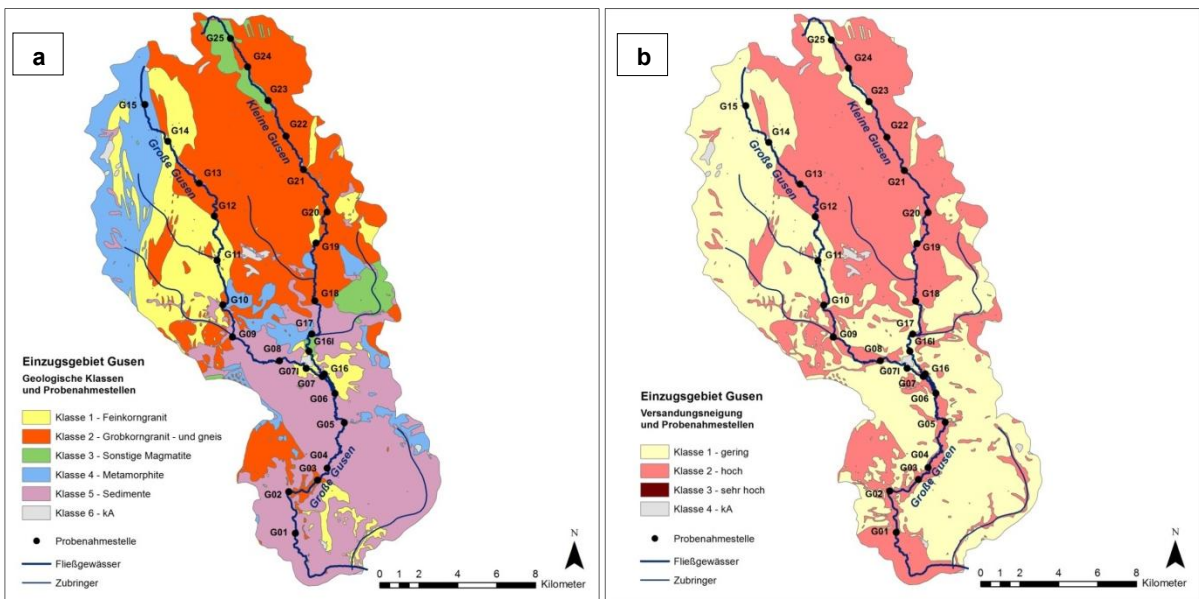 a
G25
G24
G23
G15
Kleine Gusen
G14
G22
Große Gusen
G13
G21
G12
G20
G19
G11
G18
G10
G17
G09
G16I
G08
G16
G07I
G07
G06
G05
G04
G03
Große Gusen
G02
G01
Einzugsgebiet Gusen
Geologische Klassen
und Probenahmestellen
Klasse 1 - Feinkorngranit
Klasse 2 - Grobkorngranit - und gneis
Klasse 3 - Sonstige Magmatite
Klasse 4 - Metamorphite
Klasse 5 - Sedimente
Klasse 6 - kA
Probenahmestelle
Fließgewässer
Zubringer
N
0 1 2 4 6 8
Kilometer
b
G25
G24
G23
G15
Kleine Gusen
G14
G22
Große Gusen
G13
G21
G12
G20
G19
G11
G18
G10
G17
G09
G16I
G08
G16
G07I
G07
G06
G05
G04
G03
Große Gusen
G02
G01
Einzugsgebiet Gusen
Versandungsneigung
und Probenahmestellen
Klasse 1 - gering
Klasse 2 - hoch
Klasse 3 - sehr hoch
Klasse 4 - kA
Probenahmestelle
Fließgewässer
Zubringer
N
0 1 2 4 6 8
Kilometer